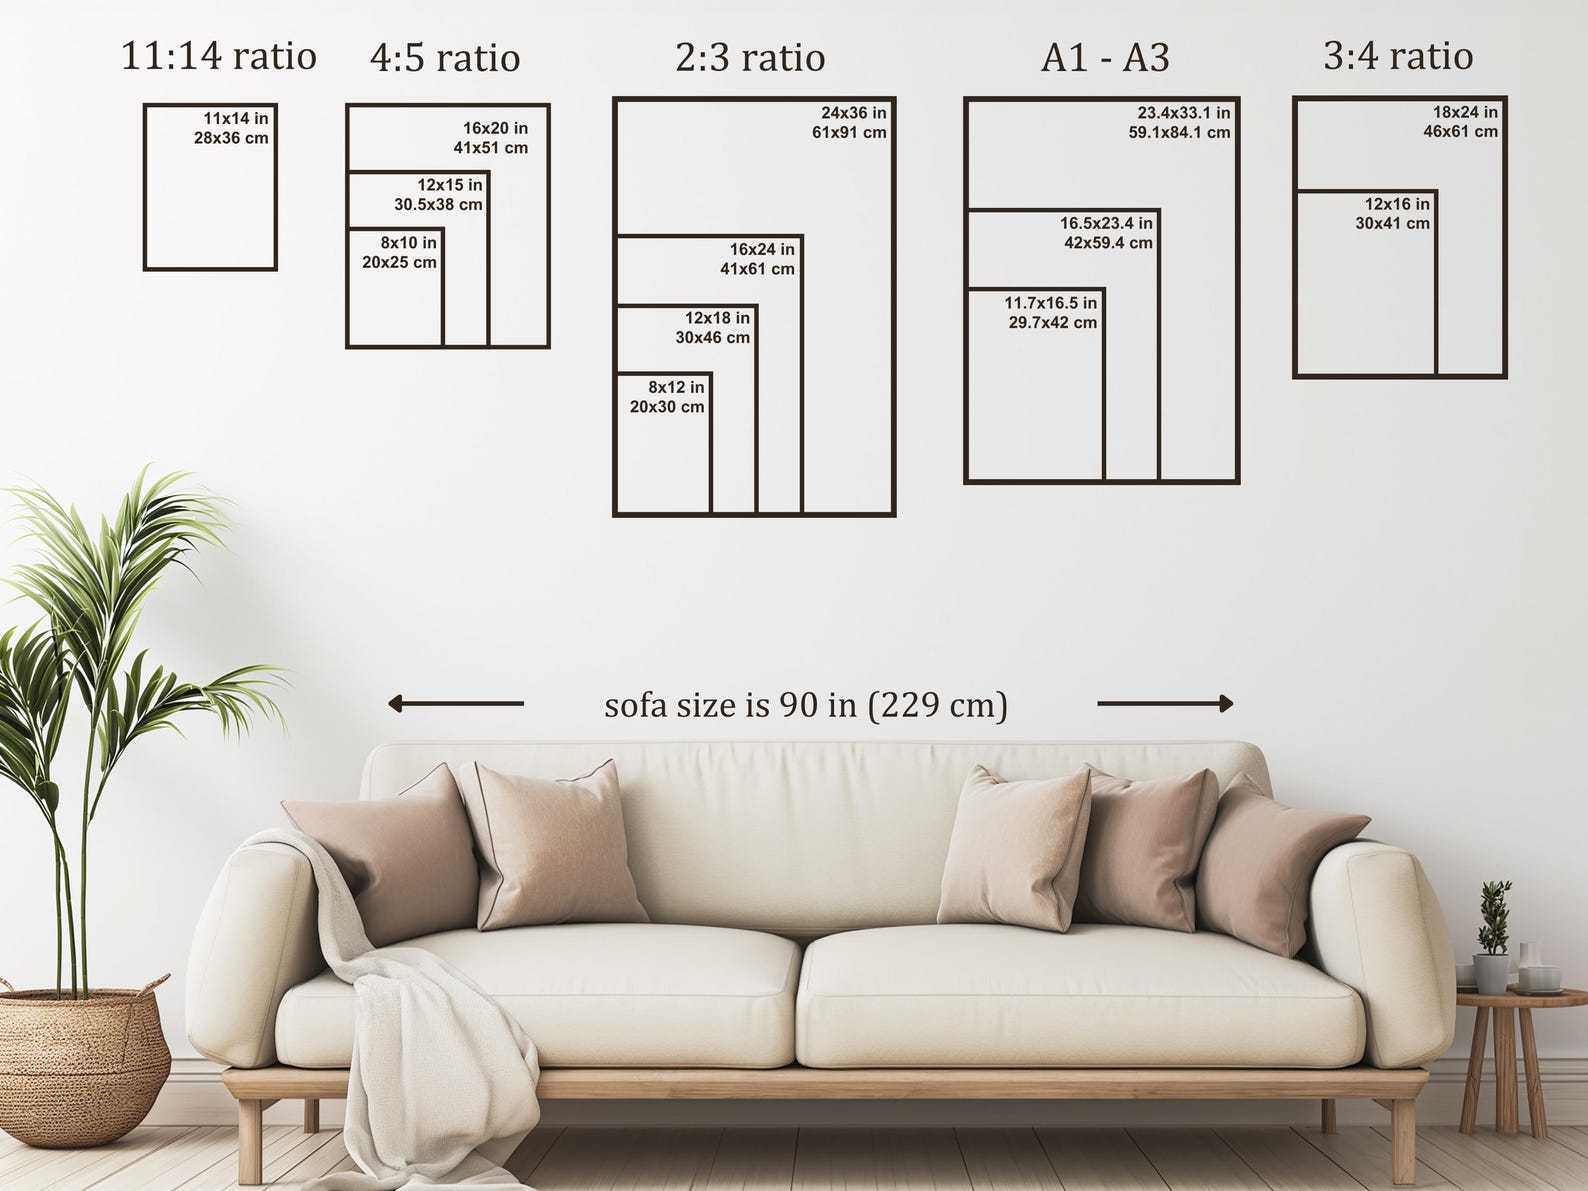 11:14 ratio
11x14 in
28x36 cm
4:5 ratio
16x20 in
41x51 cm
12x15 in
30.5x38 cm
8x10 in
20x25 cm
2:3 ratio
24x36 in
61x91 cm
16x24 in
41x61 cm
12x18 in
30x46 cm
8x12 in
20x30 cm
A1 - A3
23.4x33.1 in
59.1x84.1 cm
16.5x23.4 in
42x59.4 cm
11.7x16.5 in
29.7x42 cm
3:4 ratio
18x24 in
46x61 cm
12x16 in
30x41 cm
sofa size is 90 in (229 cm)